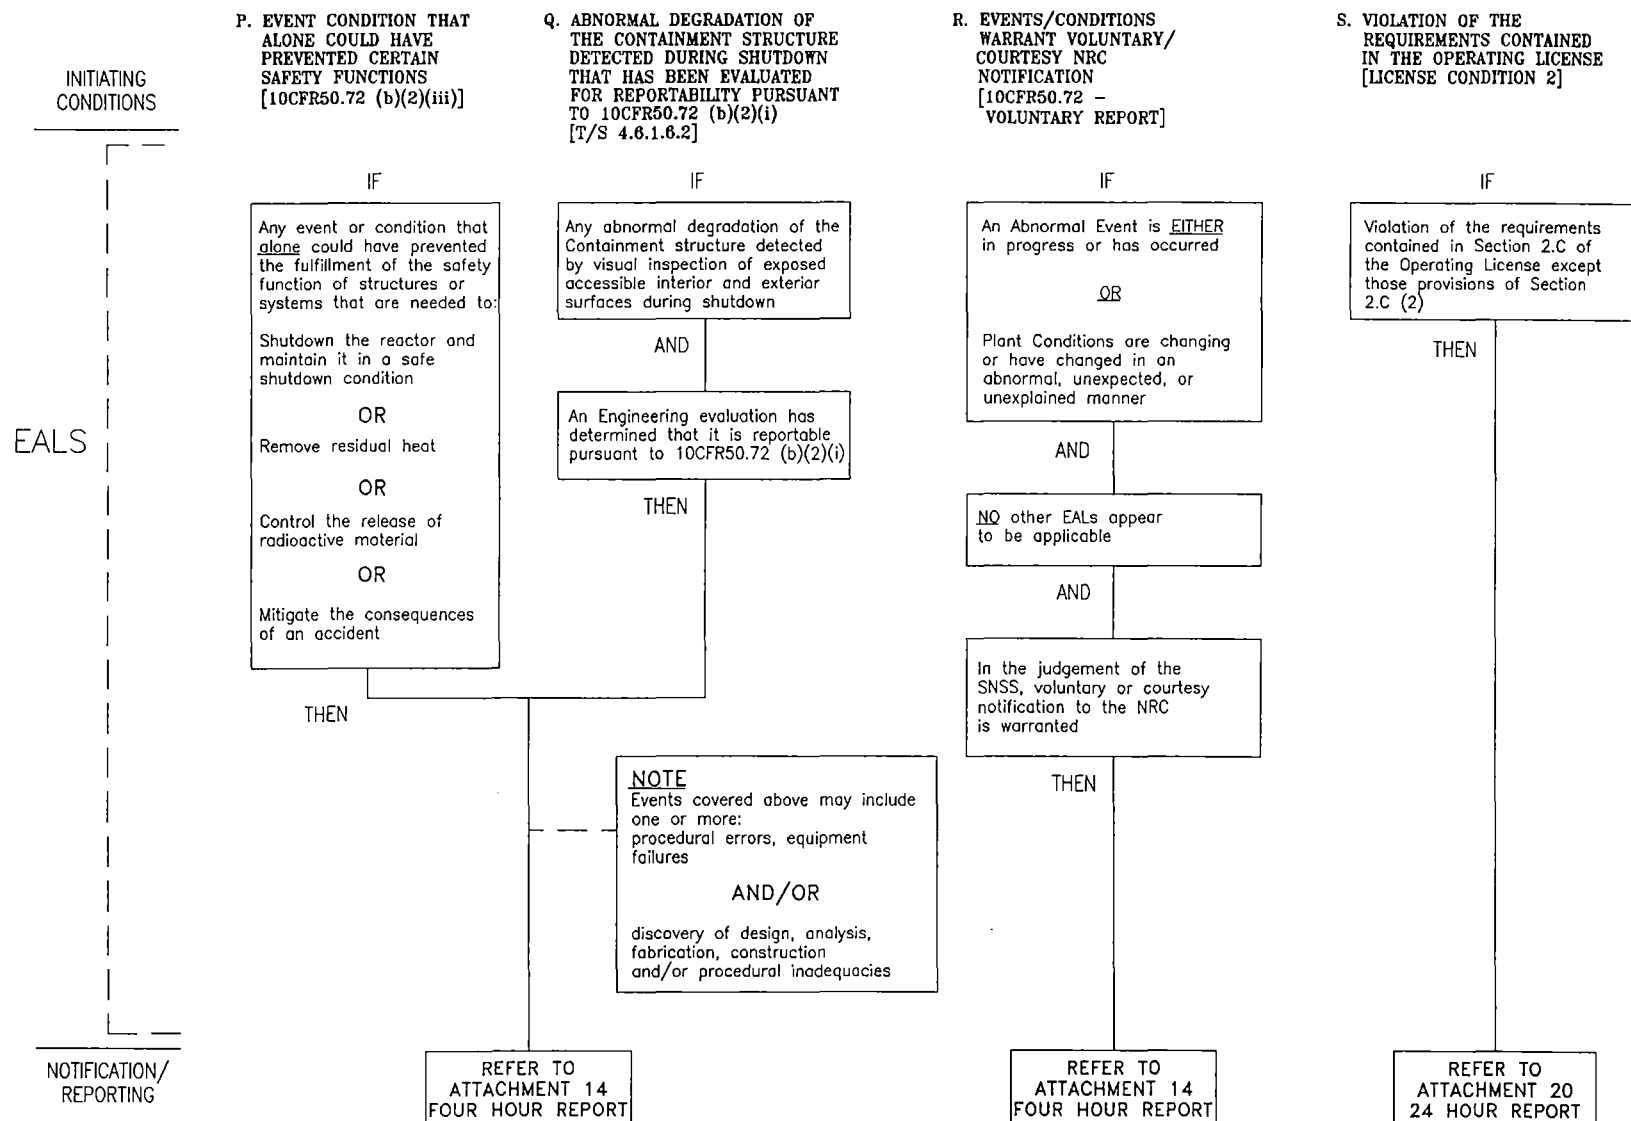 INITIATING
CONDITIONS
P. EVENT CONDITION THAT
ALONE COULD HAVE
PREVENTED CERTAIN
SAFETY FUNCTIONS
[10CFR50.72 (b)(2)(iii)]
Q. ABNORMAL DEGRADATION OF
THE CONTAINMENT STRUCTURE
DETECTED DURING SHUTDOWN
THAT HAS BEEN EVALUATED
FOR REPORTABILITY PURSUANT
TO 10CFR50.72 (b)(2)(i)
[T/S 4.6.1.6.2]
R. EVENTS/CONDITIONS
WARRANT VOLUNTARY/
COURTESY NRC
NOTIFICATION
[10CFR50.72 –
VOLUNTARY REPORT]
S. VIOLATION OF THE
REQUIREMENTS CONTAINED
IN THE OPERATING LICENSE
[LICENSE CONDITION 2]
EALS
IF
Any event or condition that
alone could have prevented
the fulfillment of the safety
function of structures or
systems that are needed to:
Shutdown the reactor and
maintain it in a safe
shutdown condition
OR
Remove residual heat
OR
Control the release of
radioactive material
OR
Mitigate the consequences
of an accident
THEN
IF
Any abnormal degradation of the
Containment structure detected
by visual inspection of exposed
accessible interior and exterior
surfaces during shutdown
AND
An Engineering evaluation has
determined that it is reportable
pursuant to 10CFR50.72 (b)(2)(i)
THEN
NOTE
Events covered above may include
one or more:
procedural errors, equipment
failures
AND/OR
discovery of design, analysis,
fabrication, construction
and/or procedural inadequacies
IF
An Abnormal Event is EITHER
in progress or has occurred
OR
Plant Conditions are changing
or have changed in an
abnormal, unexpected, or
unexplained manner
AND
NO other EALs appear
to be applicable
AND
In the judgement of the
SNSS, voluntary or courtesy
notification to the NRC
is warranted
THEN
IF
Violation of the requirements
contained in Section 2.C of
the Operating License except
those provisions of Section
2.C (2)
THEN
NOTIFICATION/
REPORTING
REFER TO
ATTACHMENT 14
FOUR HOUR REPORT
REFER TO
ATTACHMENT 14
FOUR HOUR REPORT
REFER TO
ATTACHMENT 20
24 HOUR REPORT